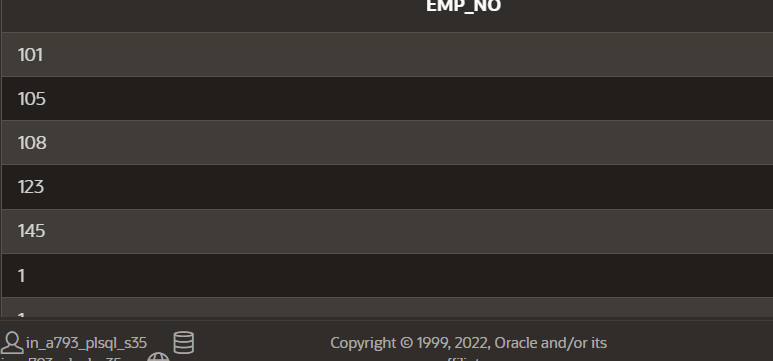 EMP_NO
101
105
108
123
145
1
in_a793_plsql_s35
Copyright © 1999, 2022, Oracle and/or its